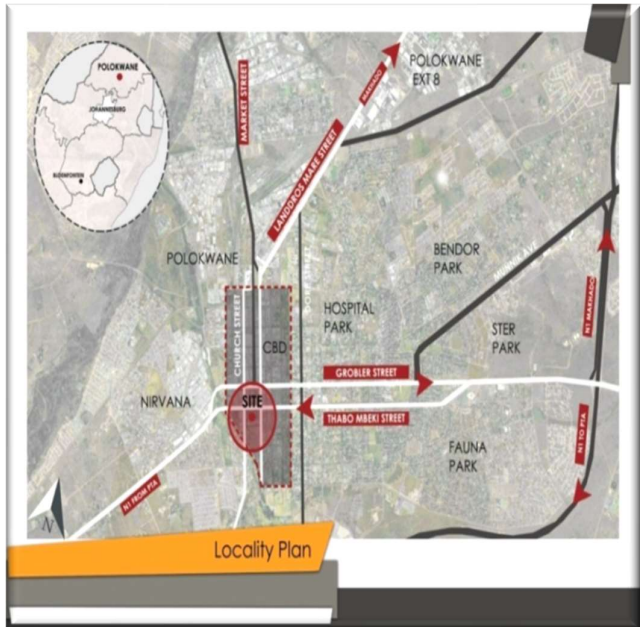 POLOKWANE
JOHANNESBURG
BLOEMFONTEIN
MARKET STREET
MAKHADO
POLOKWANE
EXT 8
LANDDROS MARE STREET
POLOKWANE
BENDOR
PARK
CHURCH STREET
HOSPITAL
PARK
CBD
STER
PARK
N1 MAKHADO
GROBLER STREET
NIRVANA
SITE
THABO MBEKI STREET
FAUNA
PARK
N1 TO PTA
N1 FROM PTA
N
Locality Plan